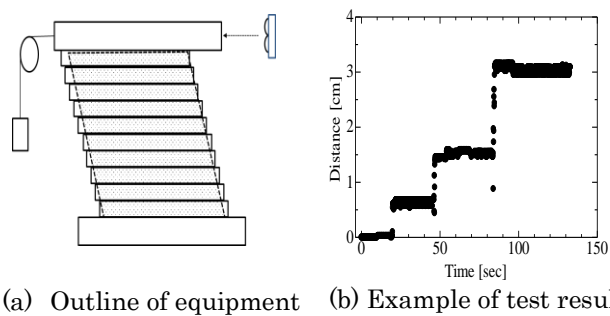 (b)
4
3
2
1
0
Distance [cm]
0
50
100
150
Time [sec]
(a) Outline of equipment
(b) Example of test resul